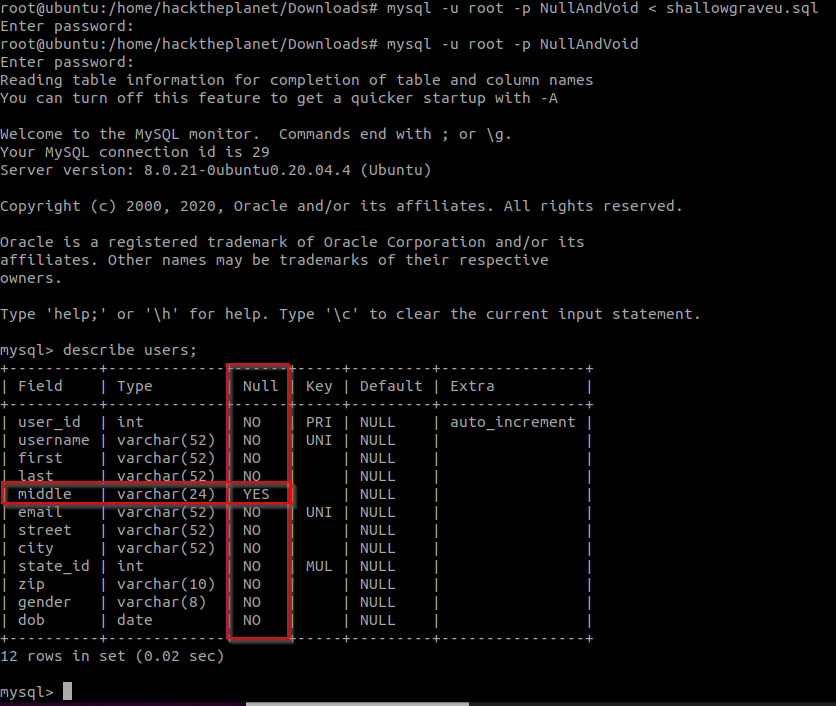 root@ubuntu:/home/hacktheplanet/Downloads# mysql -u root -p NullAndVoid < shallowgraveu.sql
Enter password:
root@ubuntu:/home/hacktheplanet/Downloads# mysql -u root -p NullAndVoid
Enter password:
Reading table information for completion of table and column names
You can turn off this feature to get a quicker startup with -A

Welcome to the MySQL monitor.  Commands end with ; or \g.
Your MySQL connection id is 29
Server version: 8.0.21-0ubuntu0.20.04.4 (Ubuntu)

Copyright (c) 2000, 2020, Oracle and/or its affiliates. All rights reserved.

Oracle is a registered trademark of Oracle Corporation and/or its
affiliates. Other names may be trademarks of their respective
owners.

Type 'help;' or '\h' for help. Type '\c' to clear the current input statement.

mysql> describe users;
+----------+-------------+------+-----+---------+----------------+
| Field    | Type        | Null | Key | Default | Extra          |
+----------+-------------+------+-----+---------+----------------+
| user_id  | int         | NO   | PRI | NULL    | auto_increment |
| username | varchar(52) | NO   | UNI | NULL    |                |
| first    | varchar(52) | NO   |     | NULL    |                |
| last     | varchar(52) | NO   |     | NULL    |                |
| middle   | varchar(24) | YES  |     | NULL    |                |
| email    | varchar(52) | NO   | UNI | NULL    |                |
| street   | varchar(52) | NO   |     | NULL    |                |
| city     | varchar(52) | NO   |     | NULL    |                |
| state_id | int         | NO   | MUL | NULL    |                |
| zip      | varchar(10) | NO   |     | NULL    |                |
| gender   | varchar(8)  | NO   |     | NULL    |                |
| dob      | date        | NO   |     | NULL    |                |
+----------+-------------+------+-----+---------+----------------+
12 rows in set (0.02 sec)

mysql>